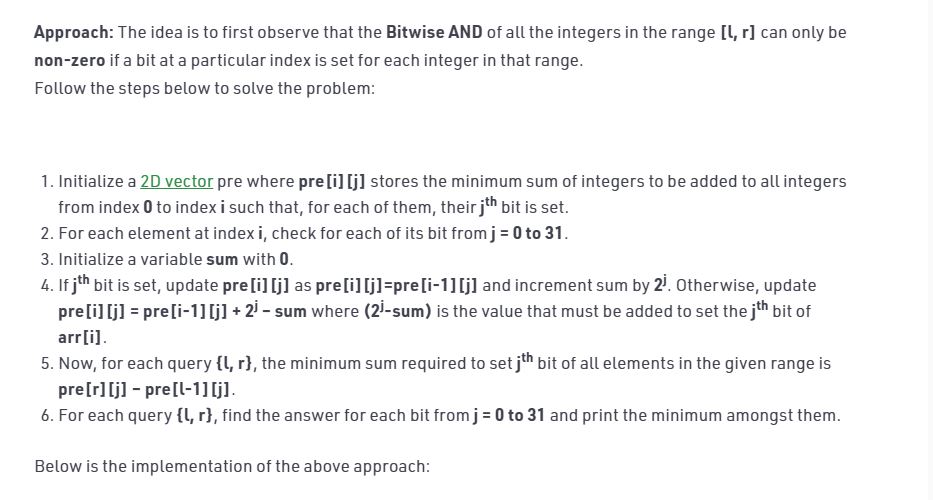 Approach: The idea is to first observe that the Bitwise AND of all the integers in the range [l, r] can only be
non-zero if a bit at a particular index is set for each integer in that range.
Follow the steps below to solve the problem:
1. Initialize a 2D vector pre where pre[i][j] stores the minimum sum of integers to be added to all integers
from index 0 to index i such that, for each of them, their jth bit is set.
2. For each element at index i, check for each of its bit from j = 0 to 31.
3. Initialize a variable sum with 0.
4. If jth bit is set, update pre[i][j] as pre[i][j]=pre[i-1][j] and increment sum by 2j. Otherwise, update
pre[i][j] = pre[i-1][j] + 2j – sum where (2j-sum) is the value that must be added to set the jth bit of
arr[i].
5. Now, for each query {l, r}, the minimum sum required to set jth bit of all elements in the given range is
pre[r][j] – pre[l-1][j].
6. For each query {l, r}, find the answer for each bit from j = 0 to 31 and print the minimum amongst them.
Below is the implementation of the above approach: